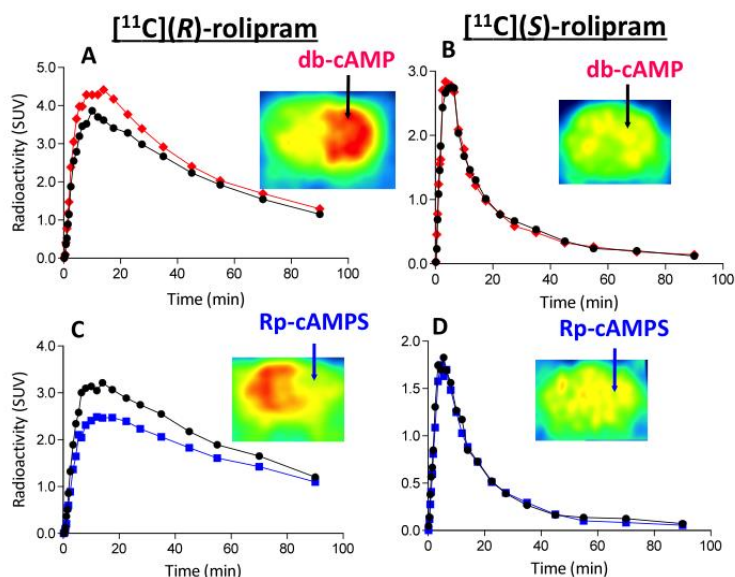 [¹¹C](R)-rolipram
[¹¹C](S)-rolipram
A
db-cAMP
5.0
4.0
3.0
2.0
1.0
0.0
0
20
40
60
80
100
Radioactivity (SUV)
Time (min)
B
db-cAMP
3.0
2.0
1.0
0.0
0
20
40
60
80
100
Time (min)
C
Rp-cAMPS
4.0
3.0
2.0
1.0
0.0
0
20
40
60
80
100
Radioactivity (SUV)
Time (min)
D
Rp-cAMPS
2.0
1.5
1.0
0.5
0.0
0
20
40
60
80
100
Time (min)